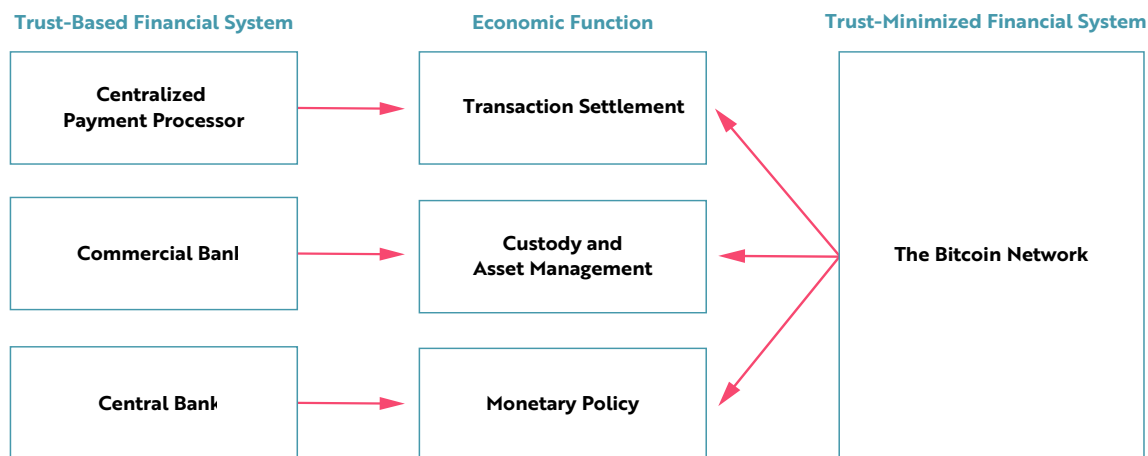 Trust-Based Financial System
Economic Function
Trust-Minimized Financial System
Centralized
Payment Processor
Transaction Settlement
Commercial Bank
Custody and
Asset Management
The Bitcoin Network
Central Bank
Monetary Policy